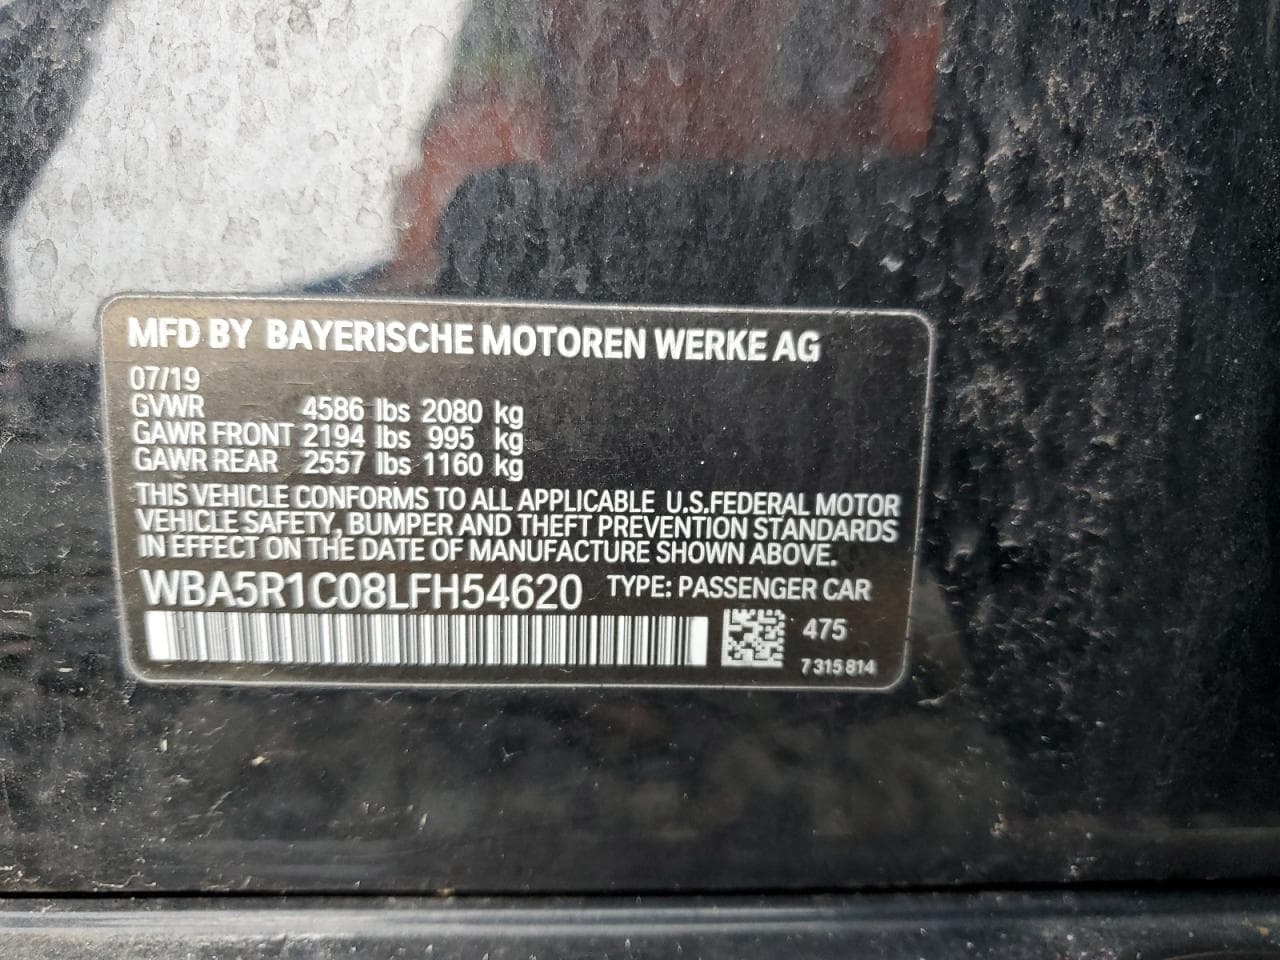 MFD BY BAYERISCHE MOTOREN WERKE AG
07/19
GVWR 4586 lbs 2080 kg
GAWR FRONT 2194 lbs 995 kg
GAWR REAR 2557 lbs 1160 kg
THIS VEHICLE CONFORMS TO ALL APPLICABLE U.S.FEDERAL MOTOR
VEHICLE SAFETY, BUMPER AND THEFT PREVENTION STANDARDS
IN EFFECT ON THE DATE OF MANUFACTURE SHOWN ABOVE.
WBA5R1C08LFH54620 TYPE: PASSENGER CAR
475
7315814